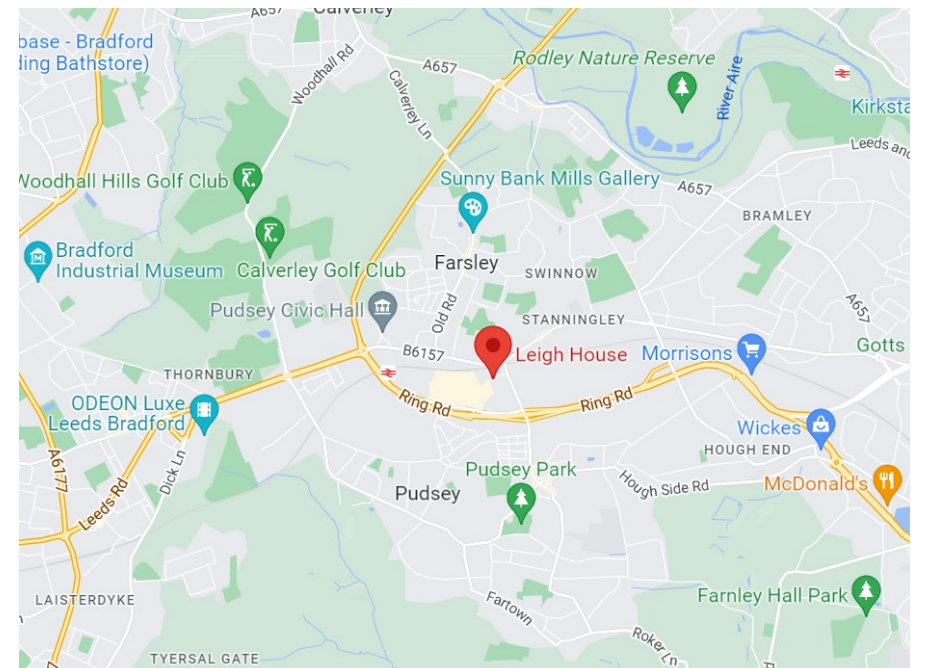 A657
Calverley
base - Bradford
ding Bathstore)
Woodhall Rd
A657
Rodley Nature Reserve
River Aire
Calverley Ln
Kirksta
Leeds and
Woodhall Hills Golf Club
Sunny Bank Mills Gallery
A657
BRAMLEY
Bradford
Industrial Museum
Calverley Golf Club
Farsley
SWINNOW
Pudsey Civic Hall
Old Rd
STANNINGLEY
A657
B6157
Leigh House
Morrisons
Gotts
THORNBURY
Ring Rd
Ring Rd
ODEON Luxe
Leeds Bradford
Wickes
HOUGH END
A6177
Dick Ln
Leeds Rd
Pudsey Park
Pudsey
Hough Side Rd
McDonald's
LAISTERDYKE
Fartown
Farnley Hall Park
Roker Ln
TYERSAL GATE